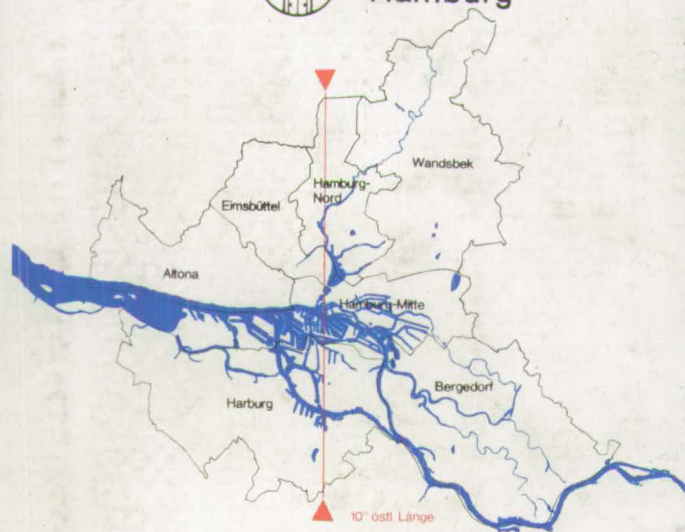 Hamburg
Wandsbek
Hamburg-
Nord
Eimsbüttel
Altona
Hamburg-Mitte
Bergedorf
Harburg
10° östl. Länge